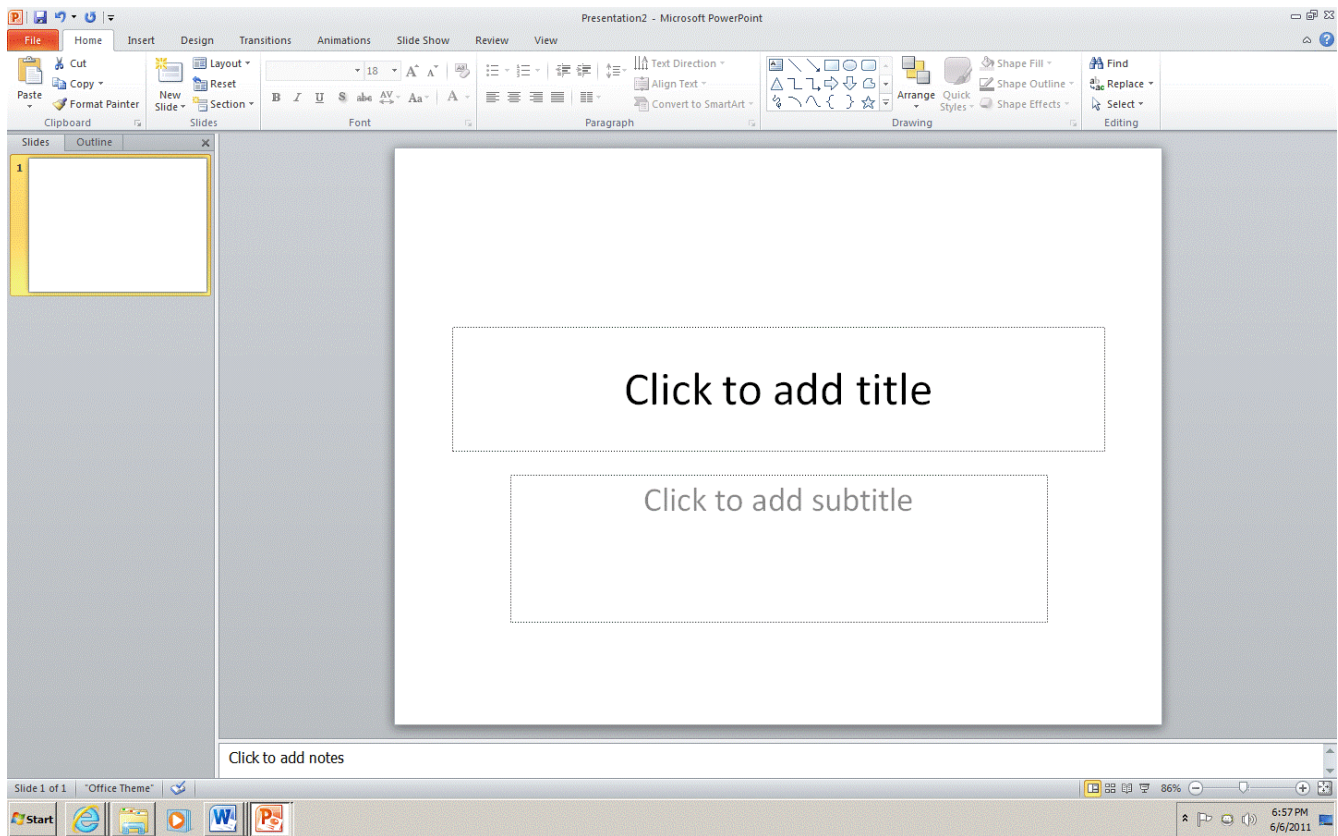 Presentation2 - Microsoft PowerPoint
File Home Insert Design Transitions Animations Slide Show Review View
Paste
Cut
Copy
Format Painter
Clipboard
New Slide
Layout
Reset
Section
Slides
18
B I U S abc AV Aa A
Font
Text Direction
Align Text
Convert to SmartArt
Paragraph
Arrange
Quick Styles
Shape Fill
Shape Outline
Shape Effects
Drawing
Find
Replace
Select
Editing
Slides Outline
1
Click to add title
Click to add subtitle
Click to add notes
Slide 1 of 1 "Office Theme" 86%
Start
6:57 PM
6/6/2011